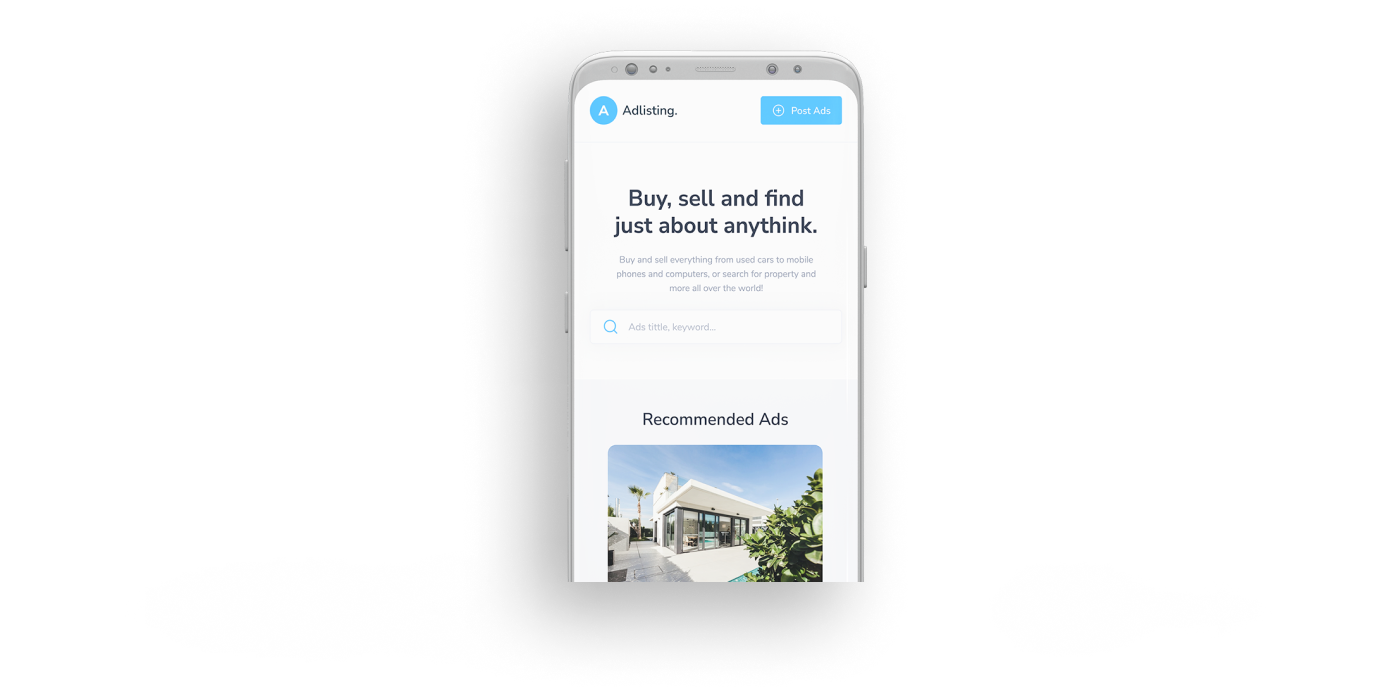 A Adlisting.
Post Ads
Buy, sell and find
just about anythink.
Buy and sell everything from used cars to mobile
phones and computers, or search for property and
more all over the world!
Ads tittle, keyword...
Recommended Ads